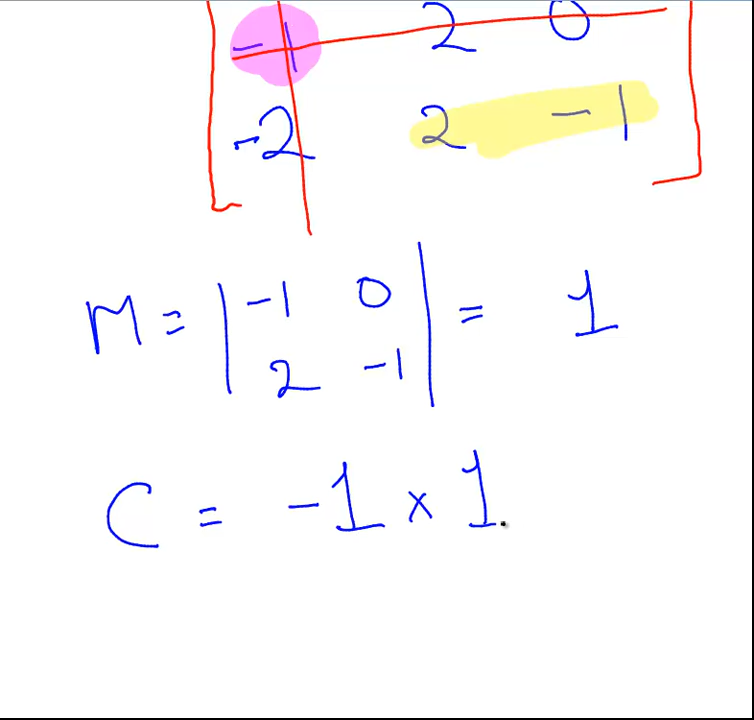 -1 2 0
-2 2 -1
M = | -1 0 | = 1
| 2 -1 |
C = -1 × 1.